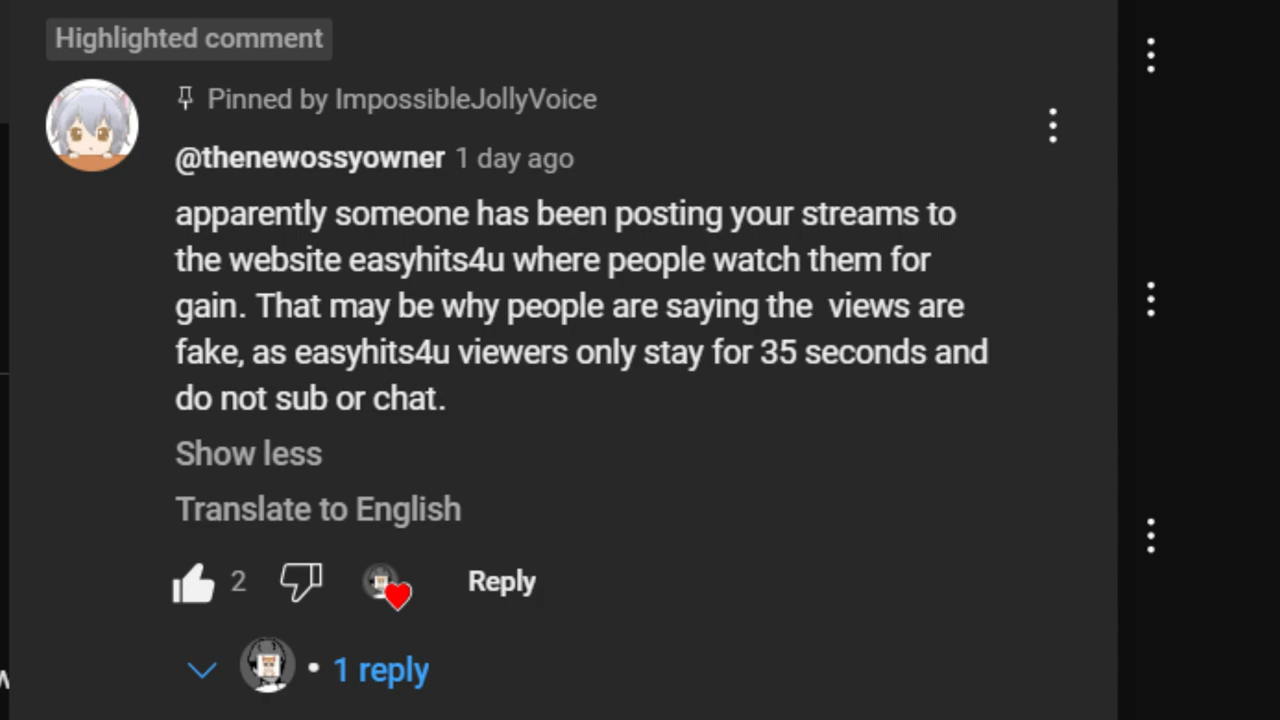 Highlighted comment
Pinned by ImpossibleJollyVoice
@thenewossyowner 1 day ago
apparently someone has been posting your streams to
the website easyhits4u where people watch them for
gain. That may be why people are saying the  views are
fake, as easyhits4u viewers only stay for 35 seconds and
do not sub or chat.
Show less
Translate to English
2 Reply
• 1 reply